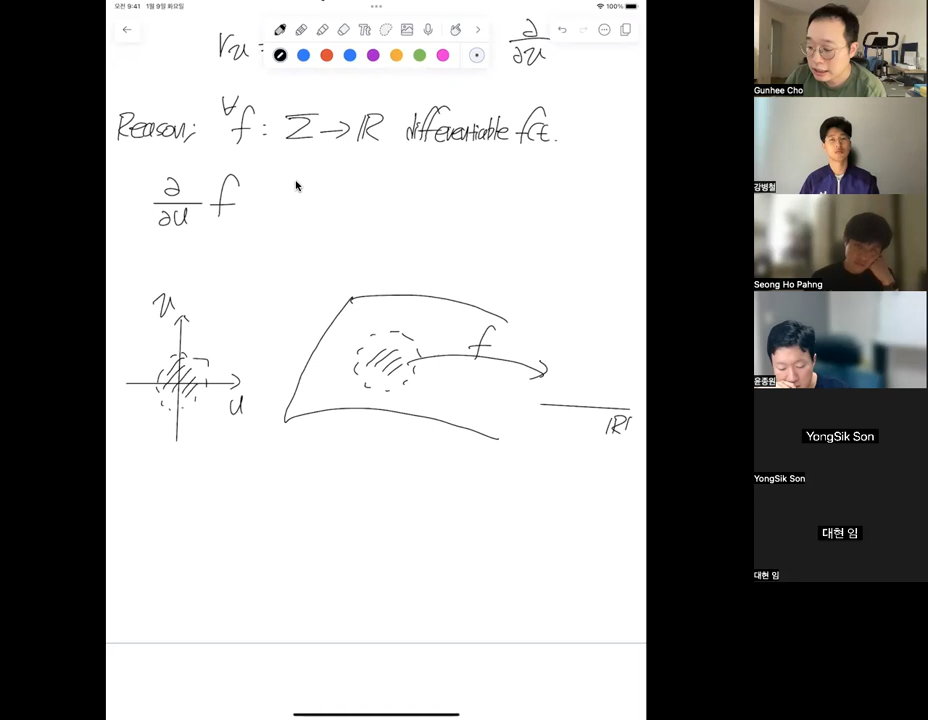 오전 9:41 1월 9일 화요일
100%
r_u =
∂/∂u
Reason; ∀f : Σ → ℝ differentiable fct.
∂/∂u f
v
u
f
ℝ
Gunhee Cho
강병철
Seong Ho Pahng
윤종원
YongSik Son
YongSik Son
대현 임
대현 임